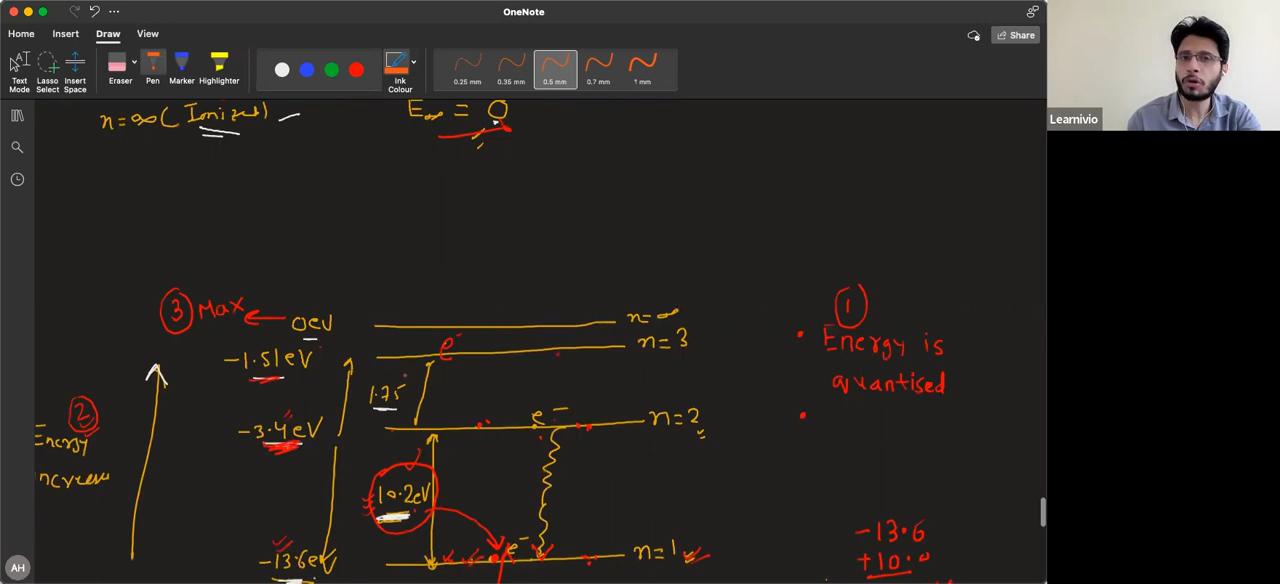 OneNote
Home Insert Draw View
Share
Text Mode
Lasso Select
Insert Space
Eraser
Pen
Marker
Highlighter
Ink Colour
0.25 mm
0.35 mm
0.5 mm
0.7 mm
1 mm
Learnivio
n=∞ (Ionized)
E∞ = 0
③ Max ← 0eV
n=∞
-1.51eV
e-
n=3
1.75
-3.4eV
e-
n=2
② Energy
increase
10.2eV
-13.6eV
e-
n=1
①
• Energy is
quantised
•
-13.6
+10.
AH